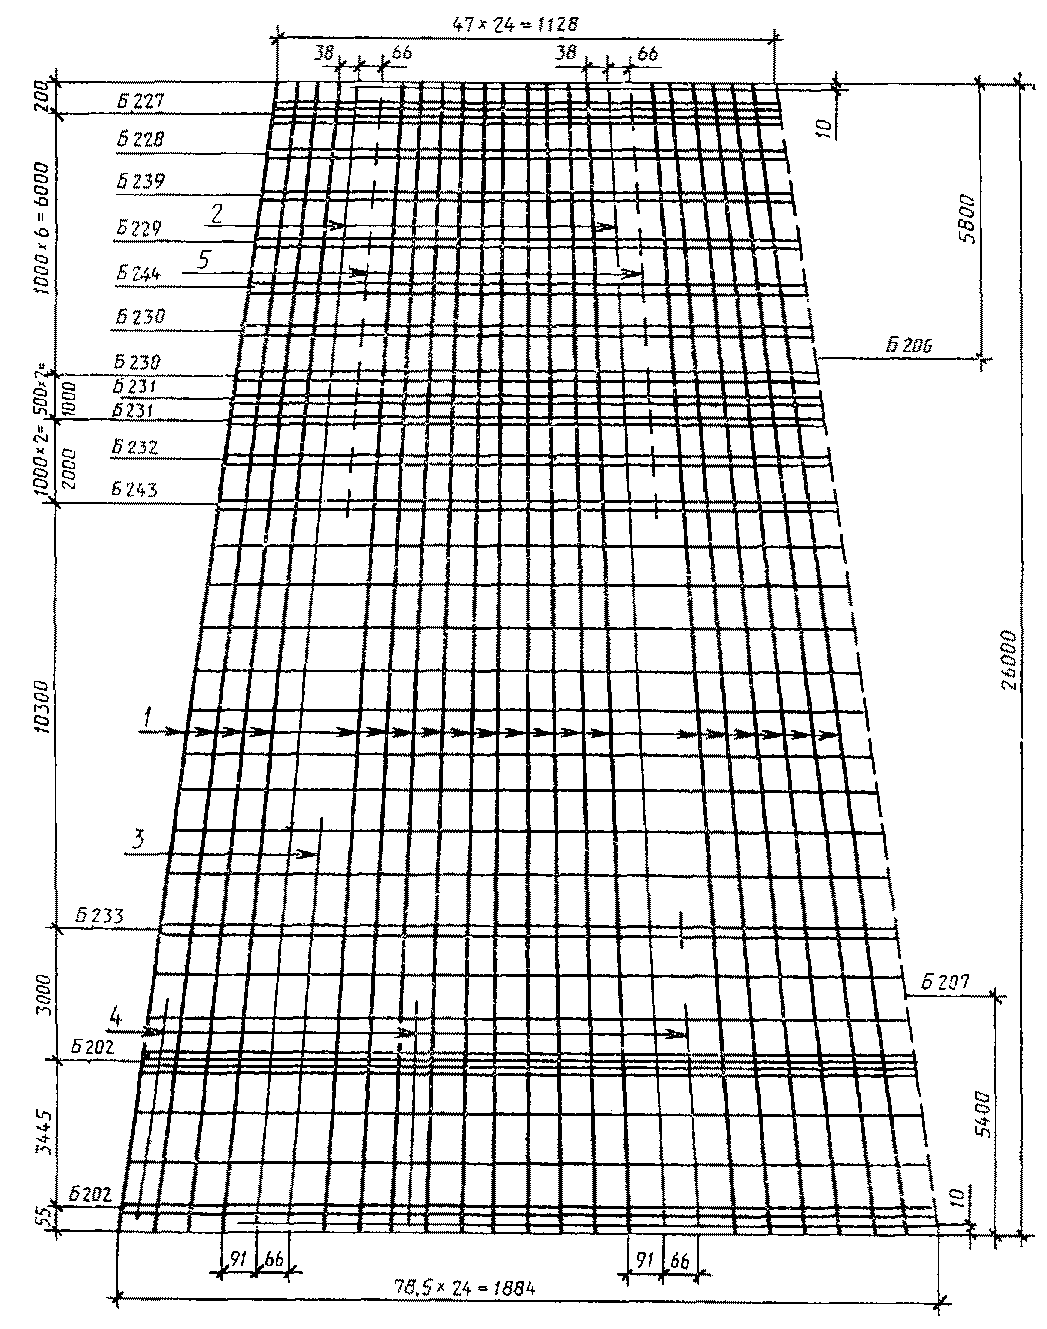 47 × 24 = 1128
38
66
38
66
200
Б 227
10
Б 228
Б 239
1000 × 6 = 6000
2
Б 229
5800
5
Б 244
Б 230
Б 206
Б 230
500×2=
1000
Б 231
Б 231
1000×2=
2000
Б 232
Б 243
26000
10300
1
3
Б 233
Б 207
3000
4
Б 202
5400
3445
Б 202
10
55
91
66
91
66
78,5 × 24 = 1884